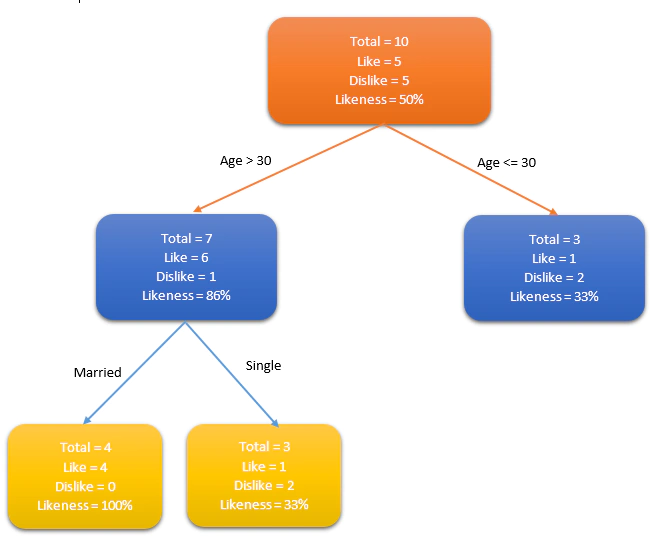 Total = 10
Like = 5
Dislike = 5
Likeness = 50%
Age > 30
Age <= 30
Total = 7
Like = 6
Dislike = 1
Likeness = 86%
Total = 3
Like = 1
Dislike = 2
Likeness = 33%
Married
Single
Total = 4
Like = 4
Dislike = 0
Likeness = 100%
Total = 3
Like = 1
Dislike = 2
Likeness = 33%